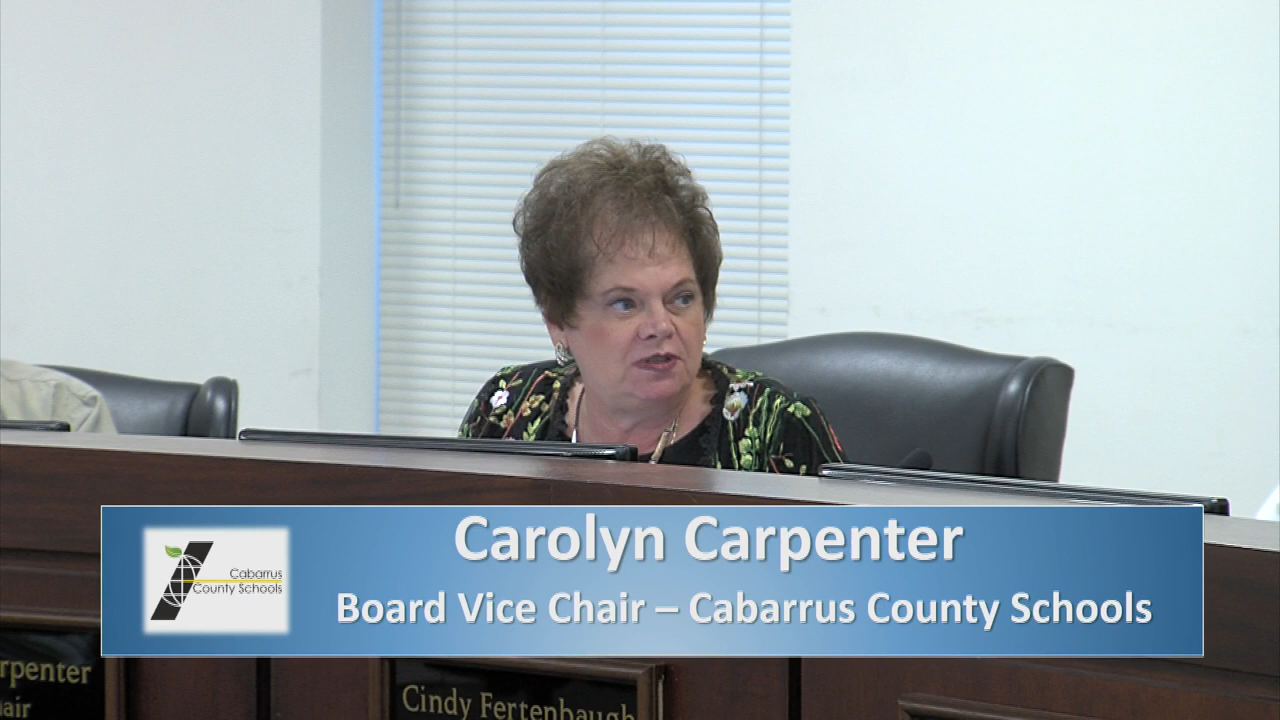 Carolyn Carpenter
Cabarrus
County Schools
Board Vice Chair – Cabarrus County Schools
rpenter
air
Cindy Fertenbaugh